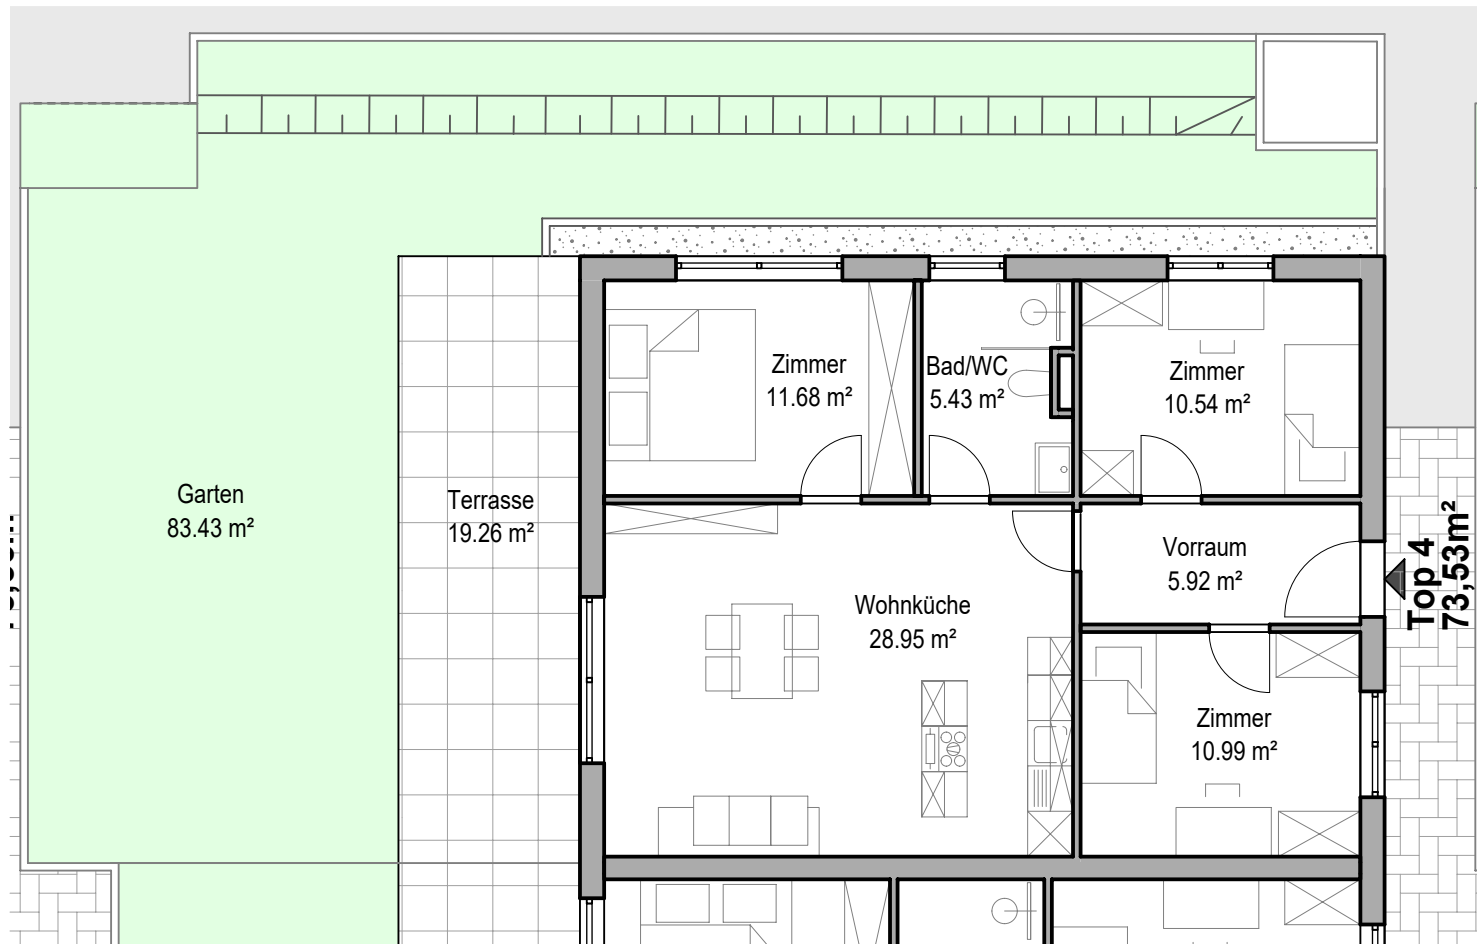 Zimmer
11.68 m²
Bad/WC
5.43 m²
Zimmer
10.54 m²
Garten
83.43 m²
Terrasse
19.26 m²
Vorraum
5.92 m²
Wohnküche
28.95 m²
Zimmer
10.99 m²
Top 4
73,53m²